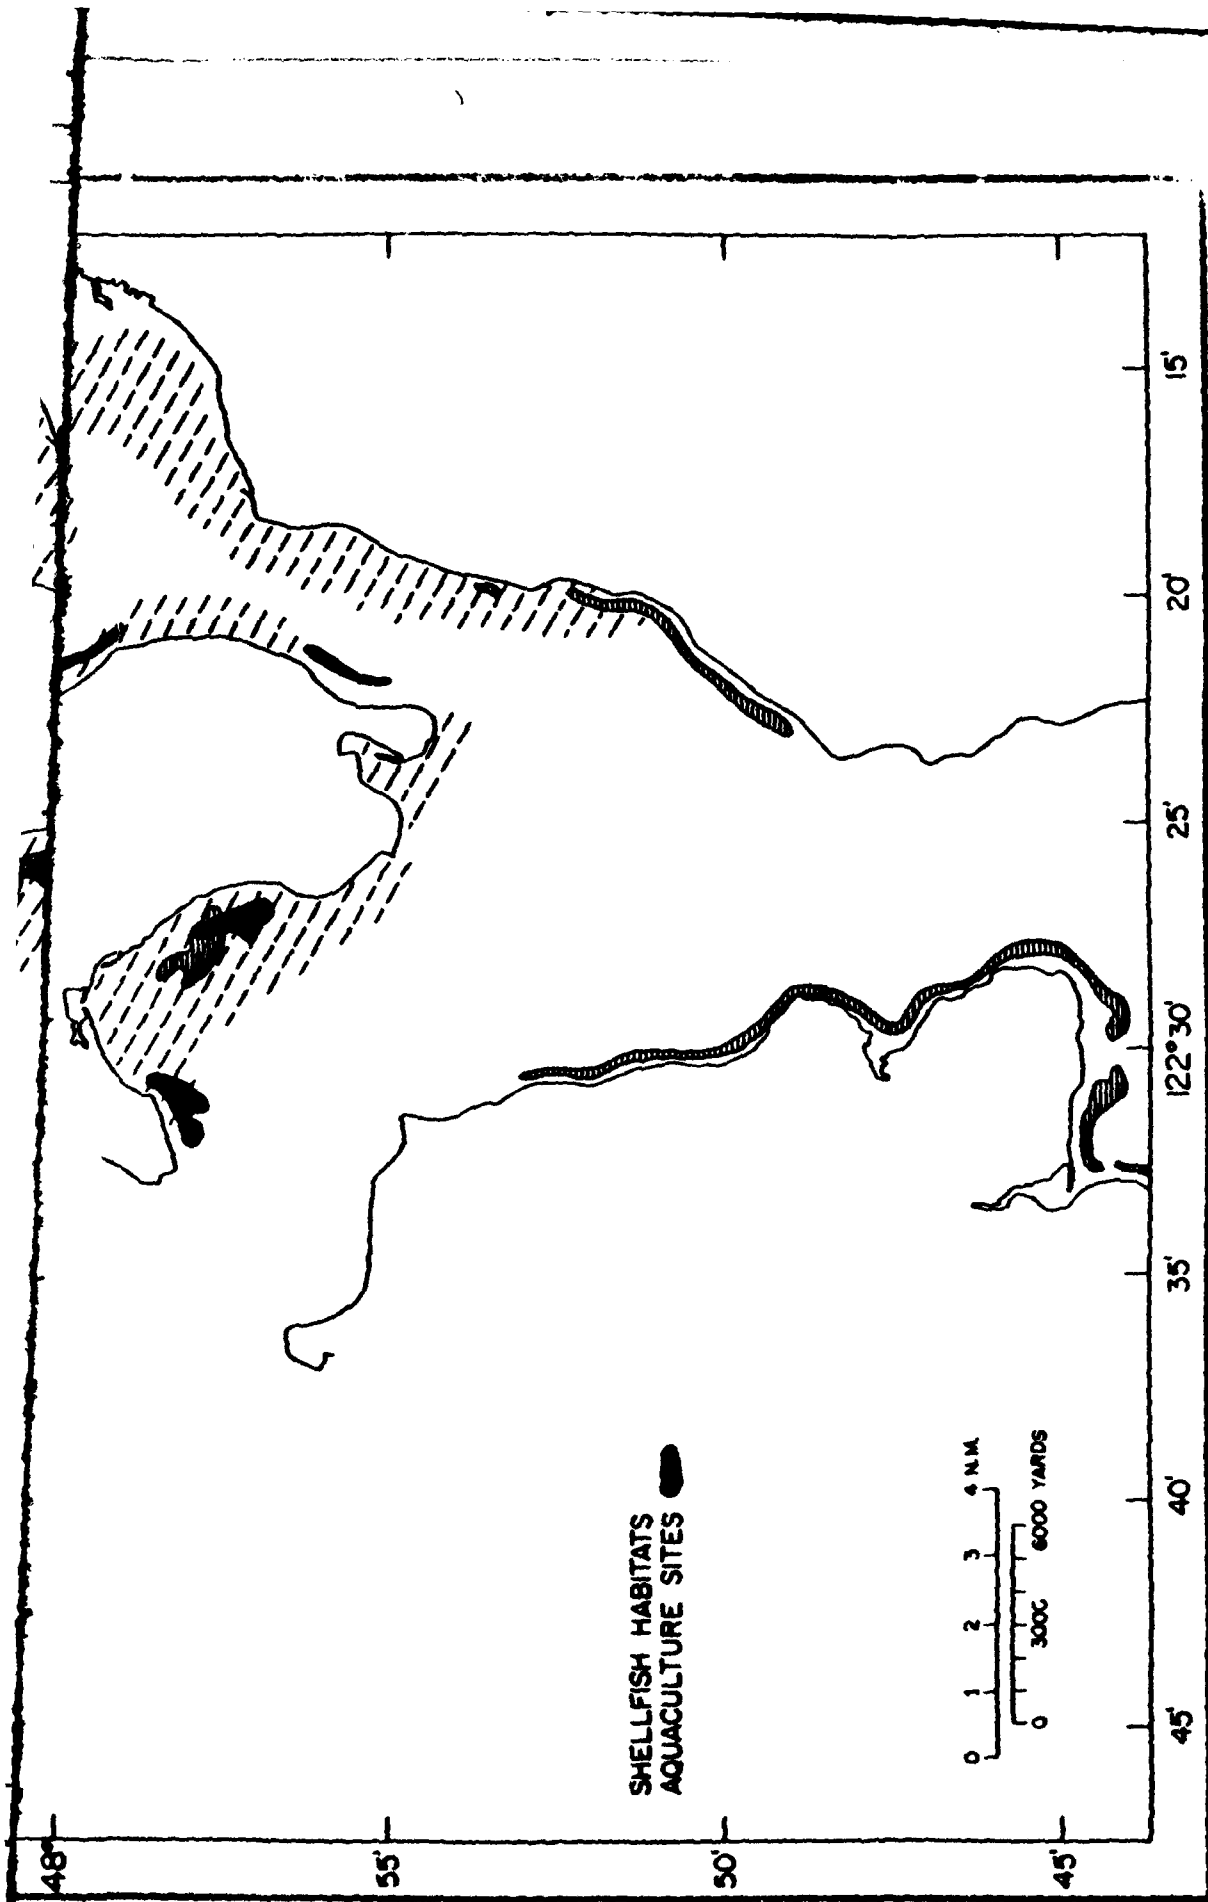 48°
55'
50'
45'
SHELLFISH HABITATS
AQUACULTURE SITES
0 1 2 3 4 N.M.
0 300C 6000 YARDS
45'
40'
35'
122°30'
25'
20'
15'